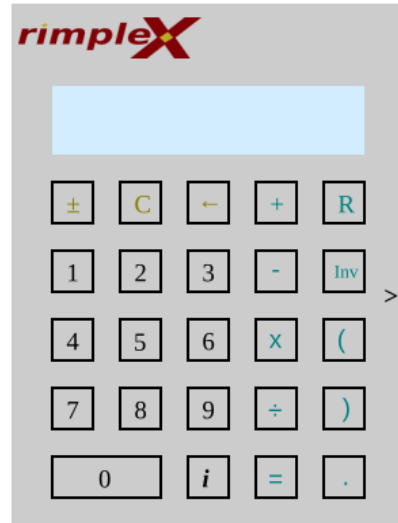 rimpleX
± C ← + R
1 2 3 - Inv
>
4 5 6 x (
7 8 9 ÷ )
0 i = .